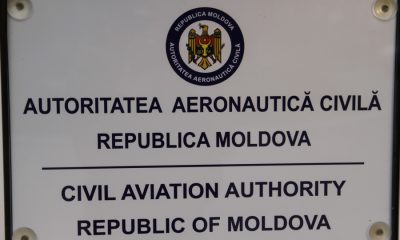 REPUBLICA MOLDOVA
AUTORITATEA AERONAUTICĂ CIVILĂ
AUTORITATEA AERONAUTICĂ CIVILĂ
REPUBLICA MOLDOVA
CIVIL AVIATION AUTHORITY
REPUBLIC OF MOLDOVA